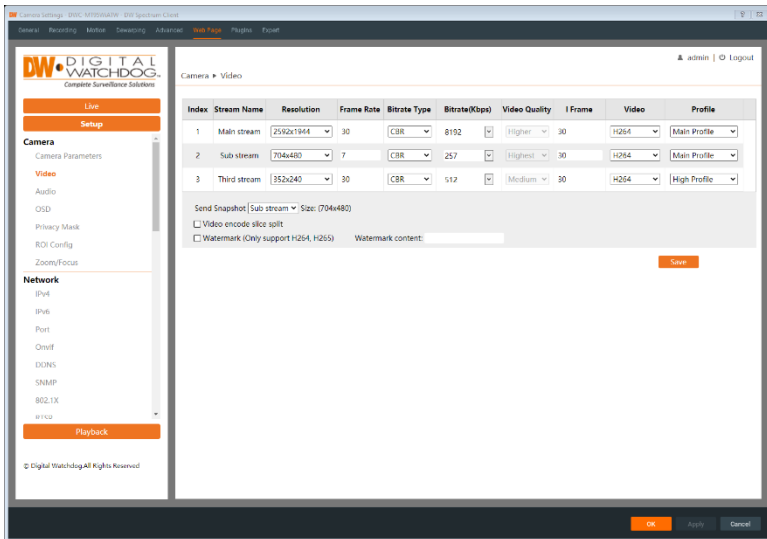 Camera Settings - DWC-MTI95WiATW - DW Spectrum Client
General Recording Motion Dewarping Advanced Web Page Plugins Expert
DW DIGITAL WATCHDOG
Complete Surveillance Solutions
admin | Logout
Camera ▸ Video
Live
Setup
Camera
Camera Parameters
Video
Audio
OSD
Privacy Mask
ROI Config
Zoom/Focus
Network
IPv4
IPv6
Port
Onvif
DDNS
SNMP
802.1X
RTSP
Playback
© Digital Watchdog.All Rights Reserved
Index Stream Name Resolution Frame Rate Bitrate Type Bitrate(Kbps) Video Quality I Frame Video Profile
1 Main stream 2592x1944 30 CBR 8192 Higher 30 H264 Main Profile
2 Sub stream 704x480 7 CBR 257 Highest 30 H264 Main Profile
3 Third stream 352x240 30 CBR 512 Medium 30 H264 High Profile
Send Snapshot Sub stream Size: (704x480)
Video encode slice split
Watermark (Only support H264, H265) Watermark content:
Save
OK Apply Cancel